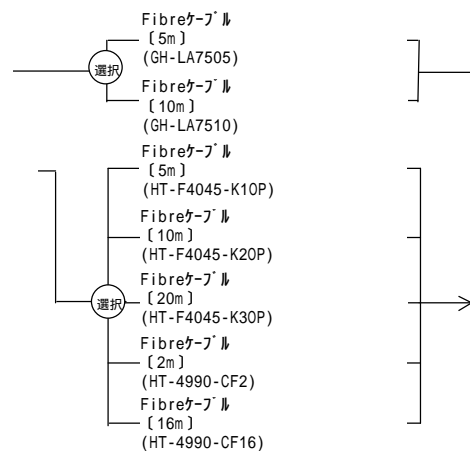 Fibreケーブル
〔5m〕
(GH-LA7505)
選択
Fibreケーブル
〔10m〕
(GH-LA7510)
Fibreケーブル
〔5m〕
(HT-F4045-K10P)
Fibreケーブル
〔10m〕
(HT-F4045-K20P)
Fibreケーブル
〔20m〕
選択
(HT-F4045-K30P)
Fibreケーブル
〔2m〕
(HT-4990-CF2)
Fibreケーブル
〔16m〕
(HT-4990-CF16)